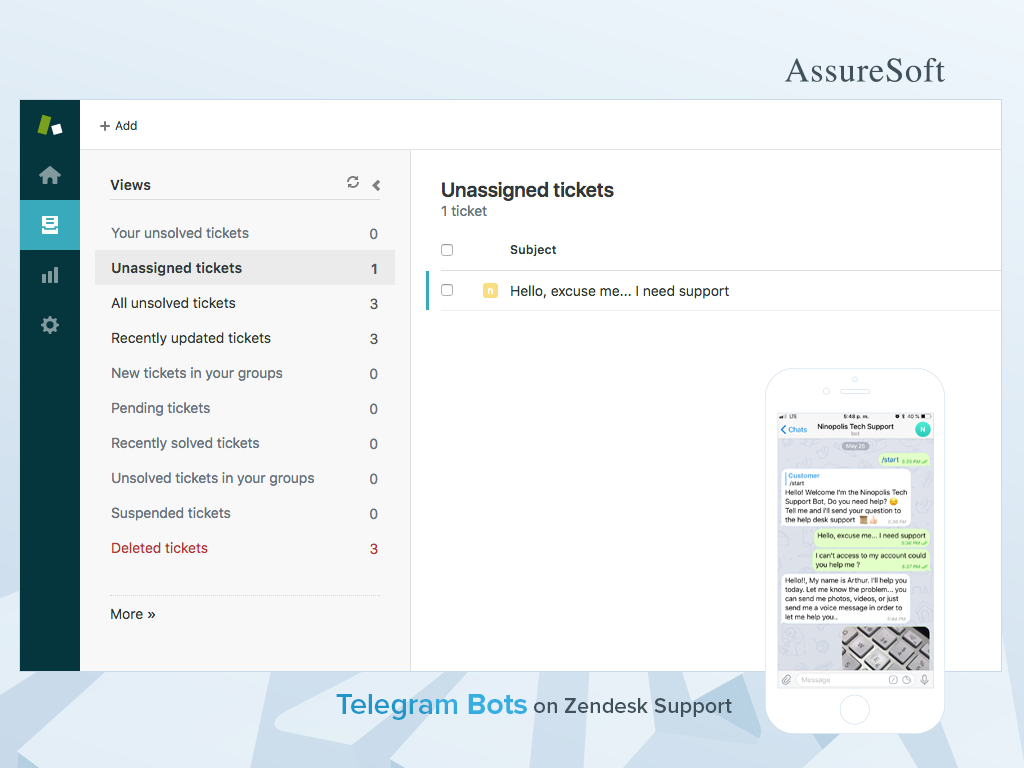 AssureSoft
+ Add
Views
Your unsolved tickets 0
Unassigned tickets 1
All unsolved tickets 3
Recently updated tickets 3
New tickets in your groups 0
Pending tickets 0
Recently solved tickets 0
Unsolved tickets in your groups 0
Suspended tickets 0
Deleted tickets 3
More »
Unassigned tickets
1 ticket
Subject
n Hello, excuse me... I need support
LTE 5:48 p. m. 40 %
Chats
Ninopolis Tech Support
bot
N
May 25
/start 5:35 PM
Customer
/start
Hello! Welcome I'm the Ninopolis Tech
Support Bot, Do you need help?
Tell me and i'll send your question to
the help desk support 5:36 PM
Hello, excuse me... I need support
5:36 PM
I can't access to my account could
you help me ? 5:37 PM
Hello!!, My name is Arthur. I'll help you
today. Let me know the problem... you
can send me photos, videos, or just
send me a voice message in order to
let me help you.. 5:44 PM
Message
Telegram Bots on Zendesk Support